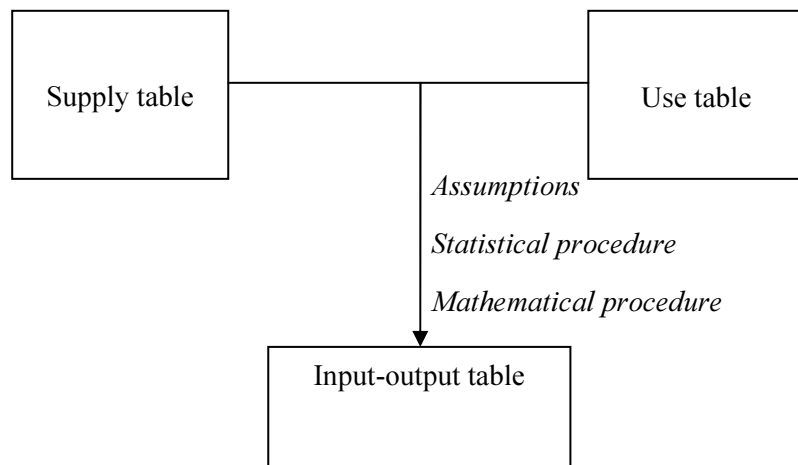 Supply table
Use table
Assumptions
Statistical procedure
Mathematical procedure
Input-output table